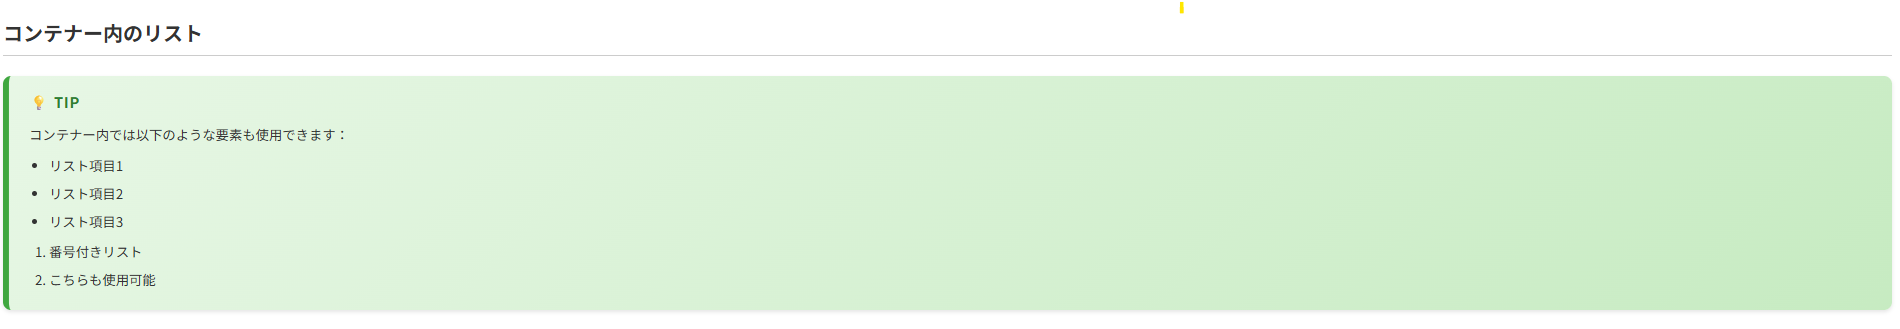 コンテナー内のリスト
💡 TIP
コンテナー内では以下のような要素も使用できます：
• リスト項目1
• リスト項目2
• リスト項目3
1. 番号付きリスト
2. こちらも使用可能